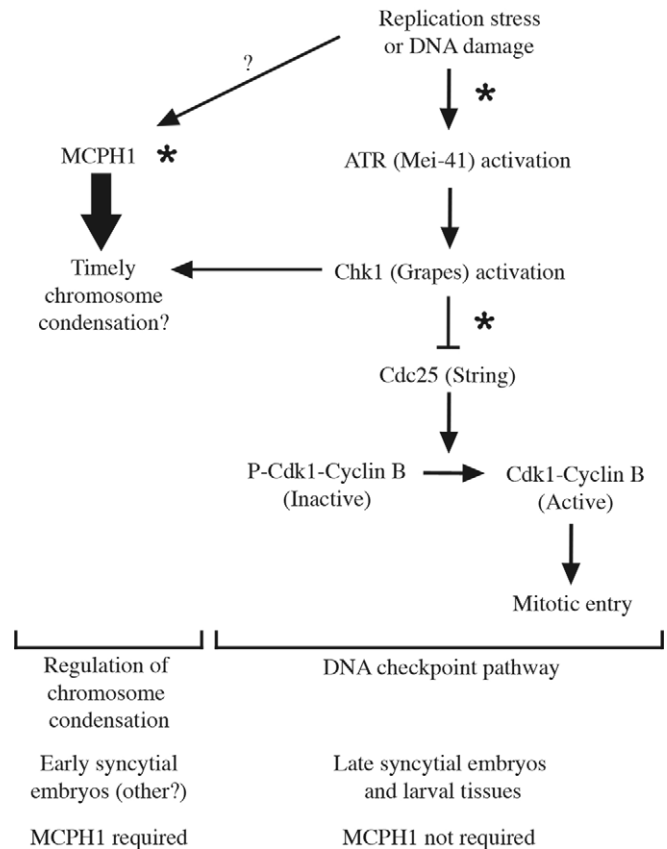 Replication stress
or DNA damage
?
*
MCPH1 *
ATR (Mei-41) activation
Timely
chromosome
condensation?
Chk1 (Grapes) activation
*
Cdc25 (String)
P-Cdk1-Cyclin B
(Inactive)
Cdk1-Cyclin B
(Active)
Mitotic entry
Regulation of
chromosome
condensation
DNA checkpoint pathway
Early syncytial
embryos (other?)
Late syncytial embryos
and larval tissues
MCPH1 required
MCPH1 not required